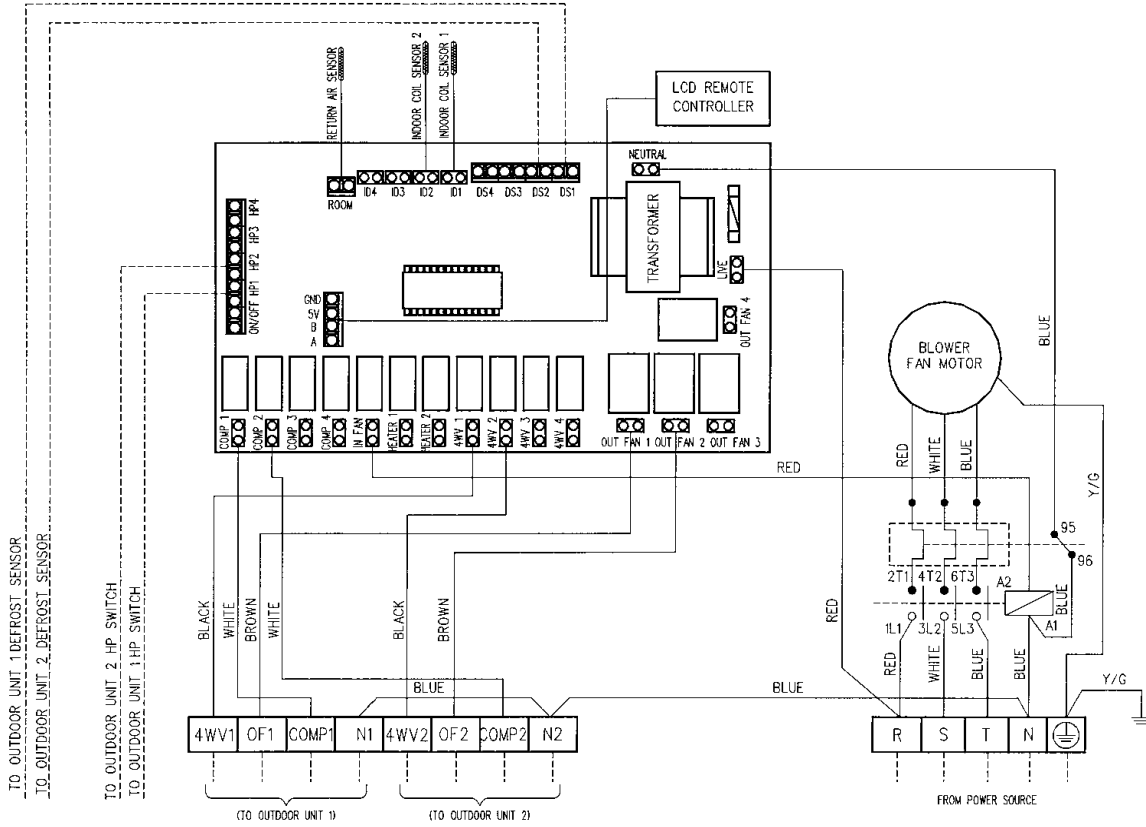 RETURN AIR SENSOR
INDOOR COIL SENSOR 2
INDOOR COIL SENSOR 1
LCD REMOTE
CONTROLLER
NEUTRAL
ROOM
ID4
ID3
ID2
ID1
DS4
DS3
DS2
DS1
TRANSFORMER
LIVE
OUT FAN 4
HP4
HP3
HP2
HP1
ON/OFF
GND
5V
B
A
BLOWER
FAN MOTOR
BLUE
COMP 1
COMP 2
COMP 3
COMP 4
IN FAN
HEATER 1
HEATER 2
4WV 1
4WV 2
4WV 3
4WV 4
OUT FAN 1
OUT FAN 2
OUT FAN 3
RED
RED
WHITE
BLUE
Y/G
95
96
2T1
4T2
6T3
A2
A1
BLUE
1L1
3L2
5L3
RED
RED
WHITE
BLUE
BLUE
Y/G
TO OUTDOOR UNIT 1 DEFROST SENSOR
TO OUTDOOR UNIT 2 DEFROST SENSOR
TO OUTDOOR UNIT 2 HP SWITCH
TO OUTDOOR UNIT 1 HP SWITCH
BLACK
WHITE
BROWN
WHITE
BLACK
BROWN
BLUE
BLUE
4WV1
OF1
COMP1
N1
4WV2
OF2
COMP2
N2
R
S
T
N
(TO OUTDOOR UNIT 1)
(TO OUTDOOR UNIT 2)
FROM POWER SOURCE